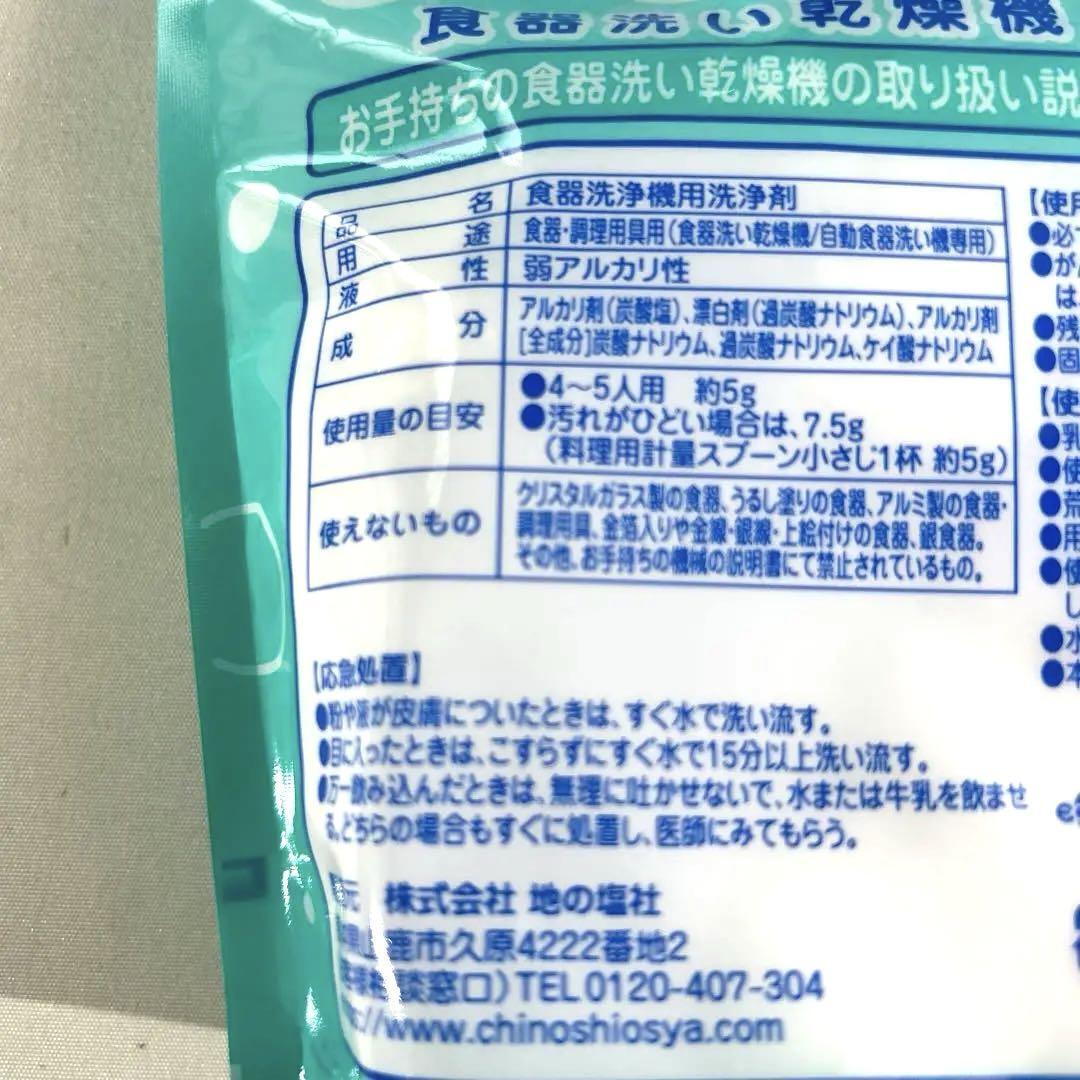 食器洗い乾燥機
お手持ちの食器洗い乾燥機の取り扱い説
品名 食器洗浄機用洗浄剤
用途 食器・調理用具用(食器洗い乾燥機/自動食器洗い機専用)
液性 弱アルカリ性
成分 アルカリ剤(炭酸塩)、漂白剤(過炭酸ナトリウム)、アルカリ剤
[全成分]炭酸ナトリウム、過炭酸ナトリウム、ケイ酸ナトリウム
使用量の目安 ●4〜5人用 約5g
●汚れがひどい場合は、7.5g
(料理用計量スプーン小さじ1杯 約5g)
使えないもの クリスタルガラス製の食器、うるし塗りの食器、アルミ製の食器・
調理用具、金箔入りや金線・銀線・上絵付けの食器、銀食器。
その他、お手持ちの機械の説明書にて禁止されているもの。
【応急処置】
●粉や液が皮膚についたときは、すぐ水で洗い流す。
●目に入ったときは、こすらずにすぐ水で15分以上洗い流す。
●万一飲み込んだときは、無理に吐かせないで、水または牛乳を飲ませ
る。どちらの場合もすぐに処置し、医師にみてもらう。
元 株式会社 地の塩社
鹿市久原4222番地2
談窓口)TEL 0120-407-304
://www.chinoshiosya.com
【使用
●必
●が
は
●残
●固
【使
●乳
●使
●荒
●用
●使
し
●水
●本